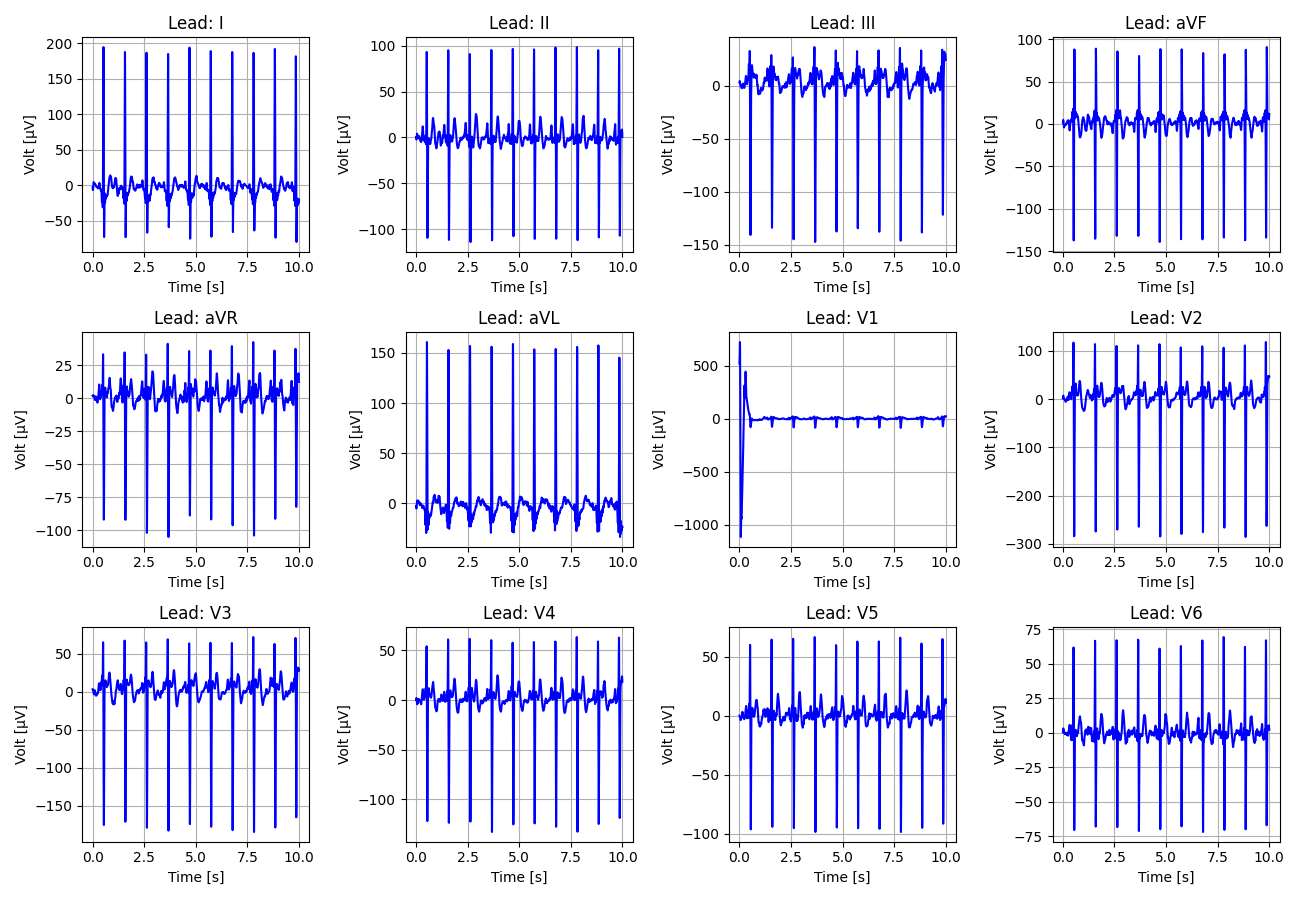 Lead: I
Lead: II
Lead: III
Lead: aVF
200
150
100
50
0
−50
Volt [μV]
0.0 2.5 5.0 7.5 10.0
Time [s]
100
50
0
−50
−100
Volt [μV]
0.0 2.5 5.0 7.5 10.0
Time [s]
0
−50
−100
−150
Volt [μV]
0.0 2.5 5.0 7.5 10.0
Time [s]
100
50
0
−50
−100
−150
Volt [μV]
0.0 2.5 5.0 7.5 10.0
Time [s]
Lead: aVR
Lead: aVL
Lead: V1
Lead: V2
25
0
−25
−50
−75
−100
Volt [μV]
0.0 2.5 5.0 7.5 10.0
Time [s]
150
100
50
0
Volt [μV]
0.0 2.5 5.0 7.5 10.0
Time [s]
500
0
−500
−1000
Volt [μV]
0.0 2.5 5.0 7.5 10.0
Time [s]
100
0
−100
−200
−300
Volt [μV]
0.0 2.5 5.0 7.5 10.0
Time [s]
Lead: V3
Lead: V4
Lead: V5
Lead: V6
50
0
−50
−100
−150
Volt [μV]
0.0 2.5 5.0 7.5 10.0
Time [s]
50
0
−50
−100
Volt [μV]
0.0 2.5 5.0 7.5 10.0
Time [s]
50
0
−50
−100
Volt [μV]
0.0 2.5 5.0 7.5 10.0
Time [s]
75
50
25
0
−25
−50
−75
Volt [μV]
0.0 2.5 5.0 7.5 10.0
Time [s]